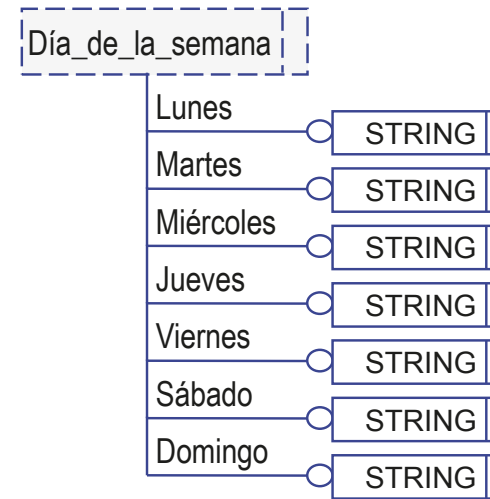 Día_de_la_semana
Lunes
STRING
Martes
STRING
Miércoles
STRING
Jueves
STRING
Viernes
STRING
Sábado
STRING
Domingo
STRING